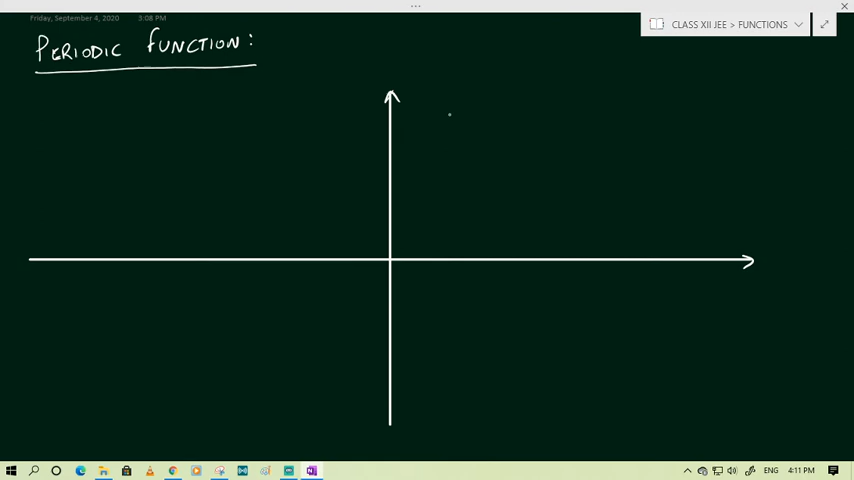 Friday, September 4, 2020 3:08 PM
CLASS XII JEE > FUNCTIONS
PERIODIC FUNCTION:
ENG 4:11 PM